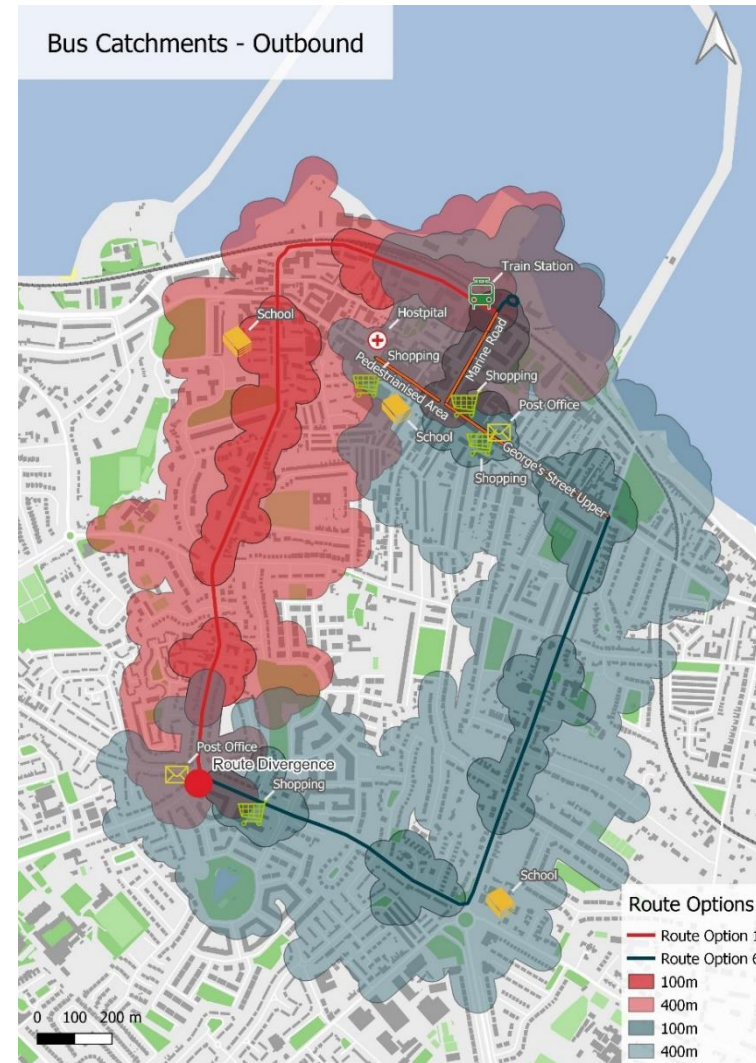 Bus Catchments - Outbound
Train Station
School
Hostpital
Shopping
Marine Road
Pedestrianised Area
Shopping
Post Office
School
Shopping
George's Street Upper
Post Office
Route Divergence
Shopping
School
Route Options
Route Option 1
Route Option 6
100m
400m
100m
400m
0 100 200 m